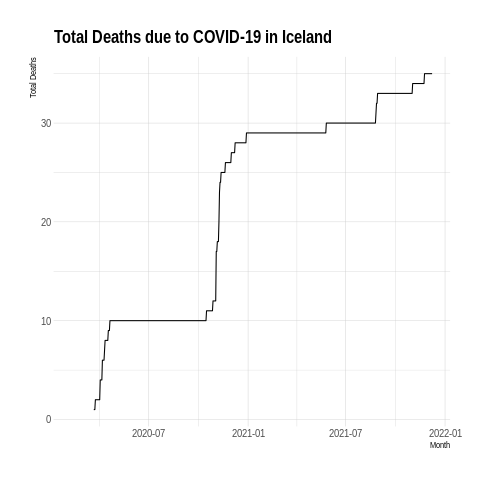 Total Deaths due to COVID-19 in Iceland
Total Deaths
30
20
10
0
2020-07
2021-01
2021-07
2022-01
Month